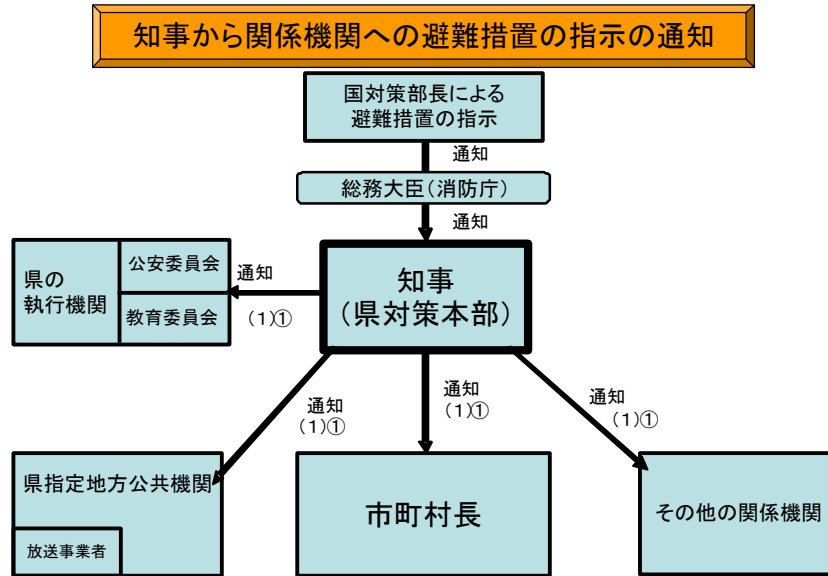 知事から関係機関への避難措置の指示の通知
国対策部長による
避難措置の指示
通知
総務大臣(消防庁)
通知
県の
執行機関
公安委員会
教育委員会
通知
(1)①
知事
(県対策本部)
通知
(1)①
通知
(1)①
通知
(1)①
県指定地方公共機関
放送事業者
市町村長
その他の関係機関